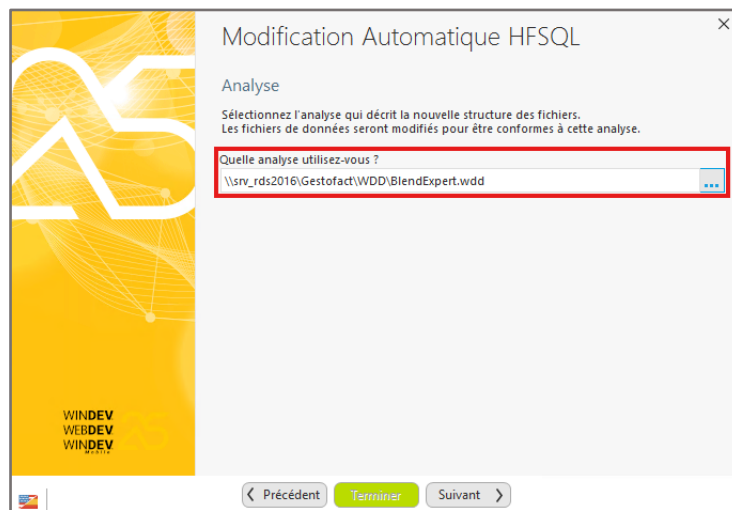 Modification Automatique HFSQL
Analyse
Sélectionnez l'analyse qui décrit la nouvelle structure des fichiers.
Les fichiers de données seront modifiés pour être conformes à cette analyse.
Quelle analyse utilisez-vous ?
\\srv_rds2016\Gestofact\WDD\BlendExpert.wdd
...
WINDEV
WEBDEV
WINDEV
Mobile
25
Précédent
Terminer
Suivant